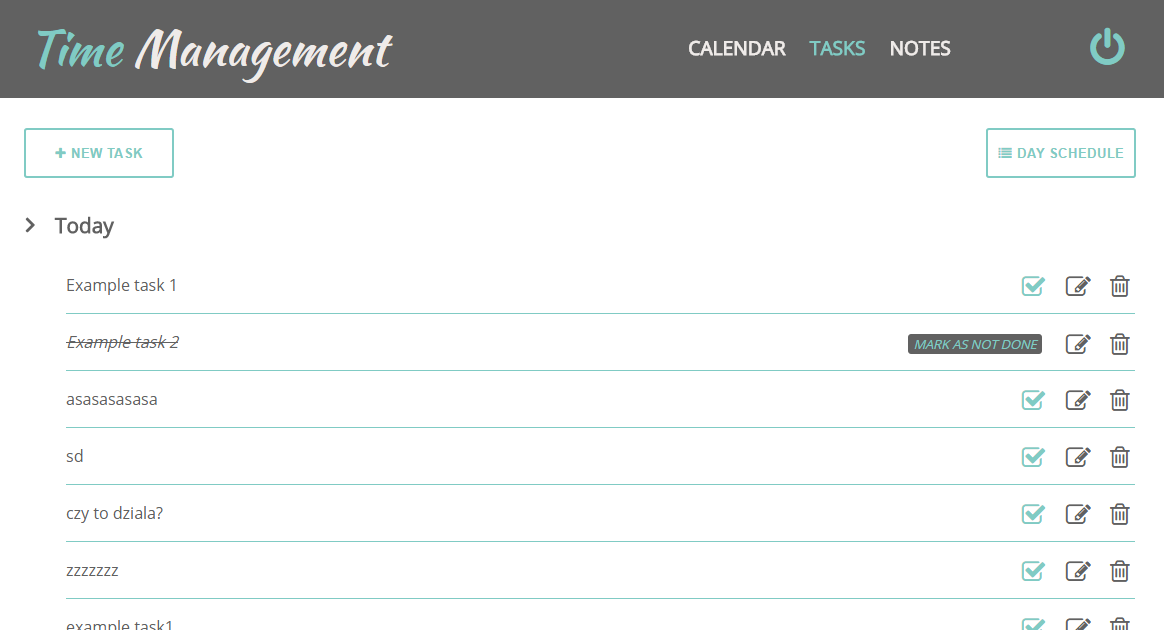 Time Management
CALENDAR TASKS NOTES
NEW TASK
DAY SCHEDULE
Today
Example task 1
Example task 2
MARK AS NOT DONE
asasasasasa
sd
czy to dziala?
zzzzzzz
example task1